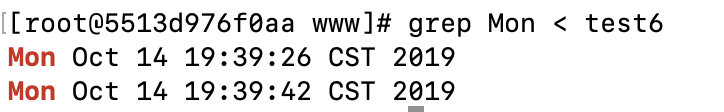 [[root@5513d976f0aa www]# grep Mon < test6
Mon Oct 14 19:39:26 CST 2019
Mon Oct 14 19:39:42 CST 2019